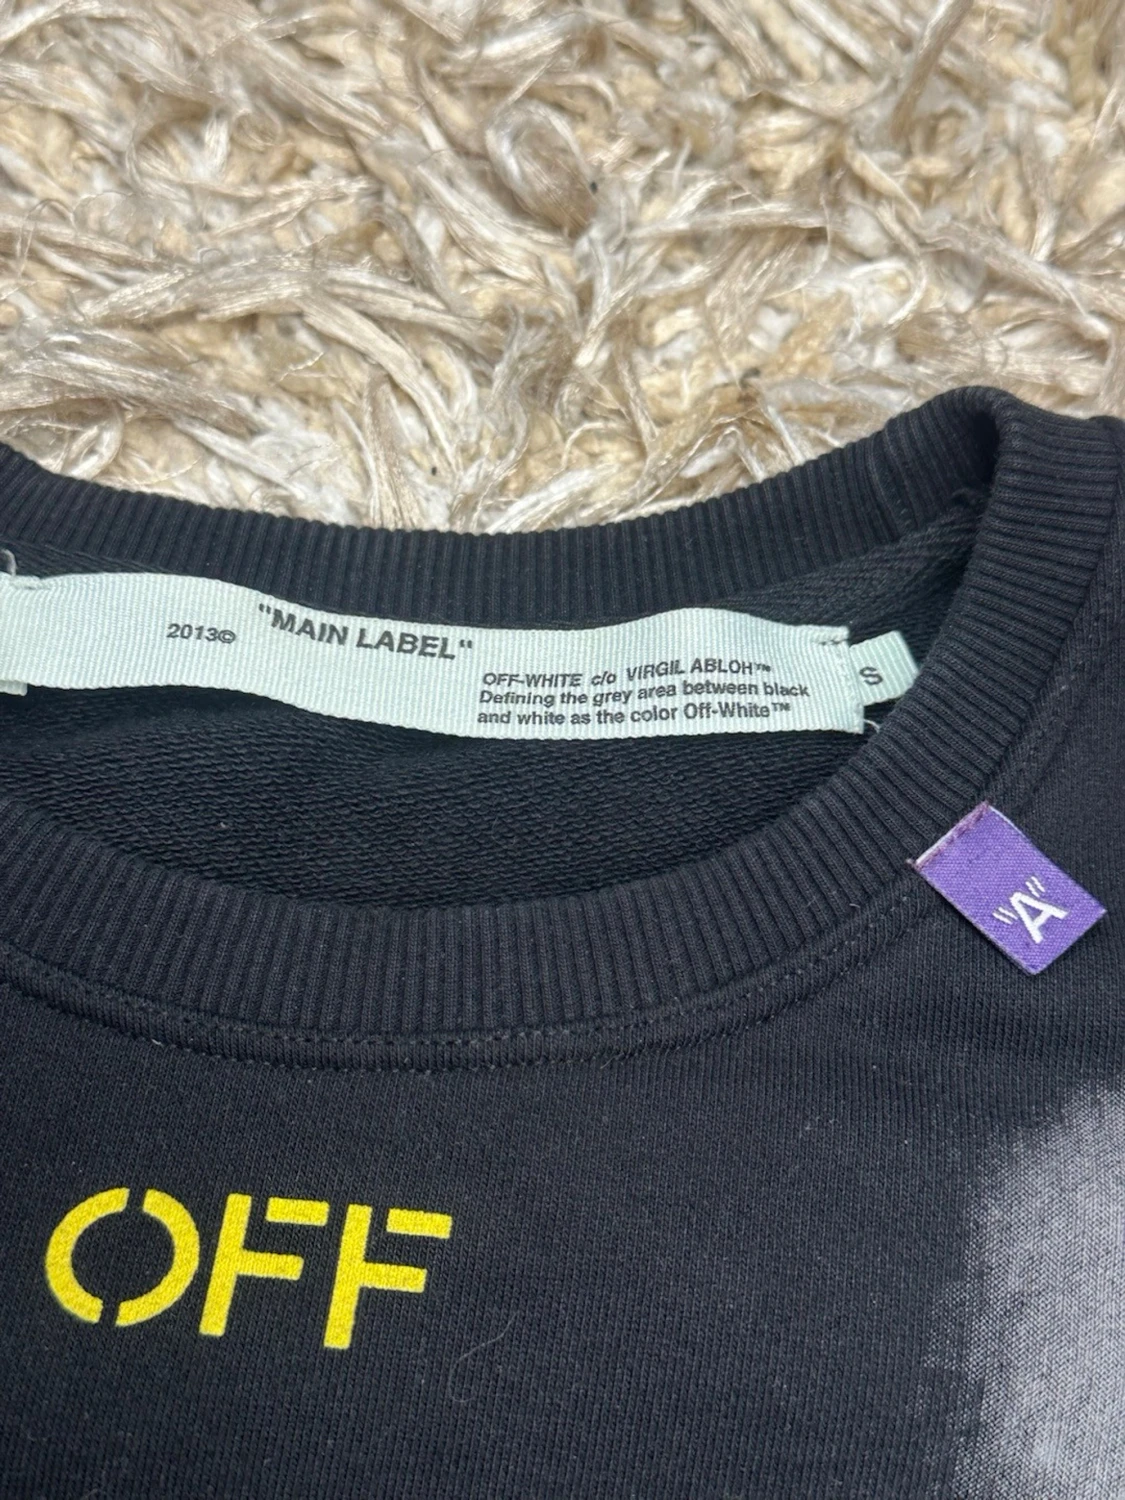 2013©
"MAIN LABEL"
OFF-WHITE c/o VIRGIL ABLOH™
Defining the grey area between black
and white as the color Off-White™
S
"A"
OFF